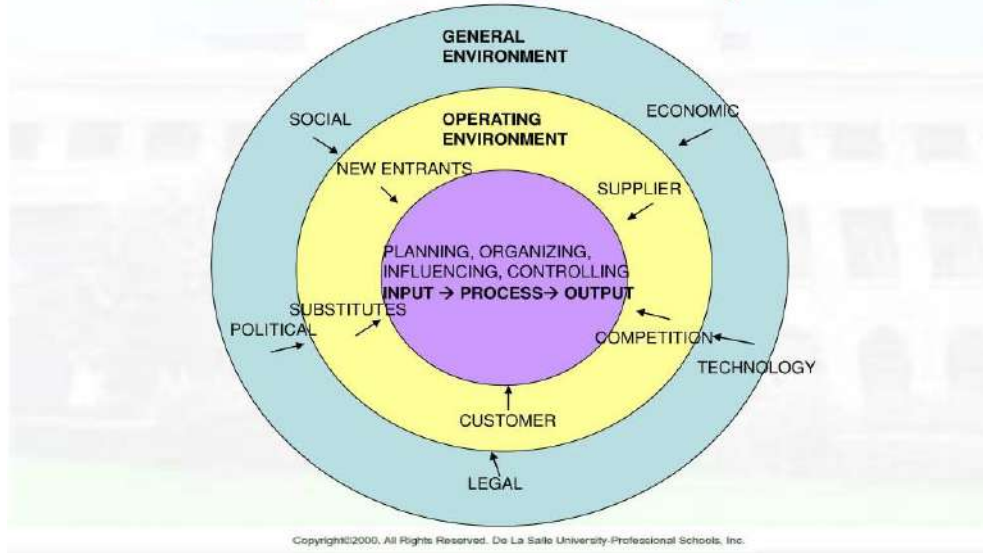 GENERAL
ENVIRONMENT
SOCIAL
ECONOMIC
OPERATING
ENVIRONMENT
NEW ENTRANTS
SUPPLIER
PLANNING, ORGANIZING,
INFLUENCING, CONTROLLING
INPUT → PROCESS→ OUTPUT
SUBSTITUTES
POLITICAL
COMPETITION
TECHNOLOGY
CUSTOMER
LEGAL
Copyright©2000, All Rights Reserved. De La Salle University-Professional Schools, Inc.